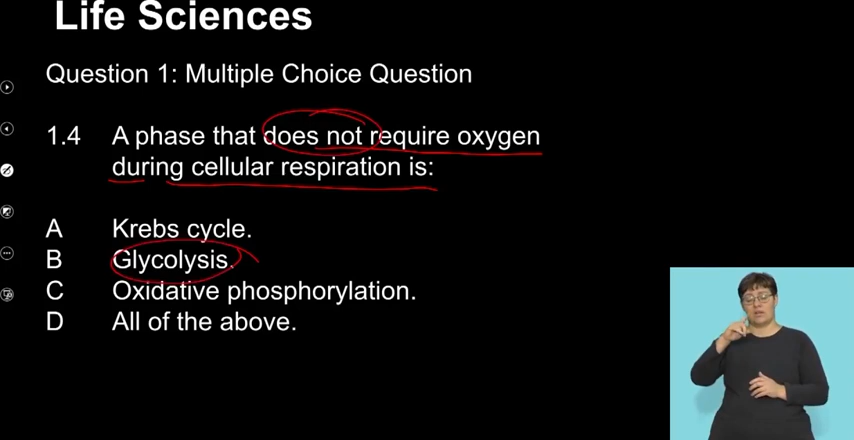 Life Sciences
Question 1: Multiple Choice Question
1.4 A phase that does not require oxygen
during cellular respiration is:
A Krebs cycle.
B Glycolysis.
C Oxidative phosphorylation.
D All of the above.